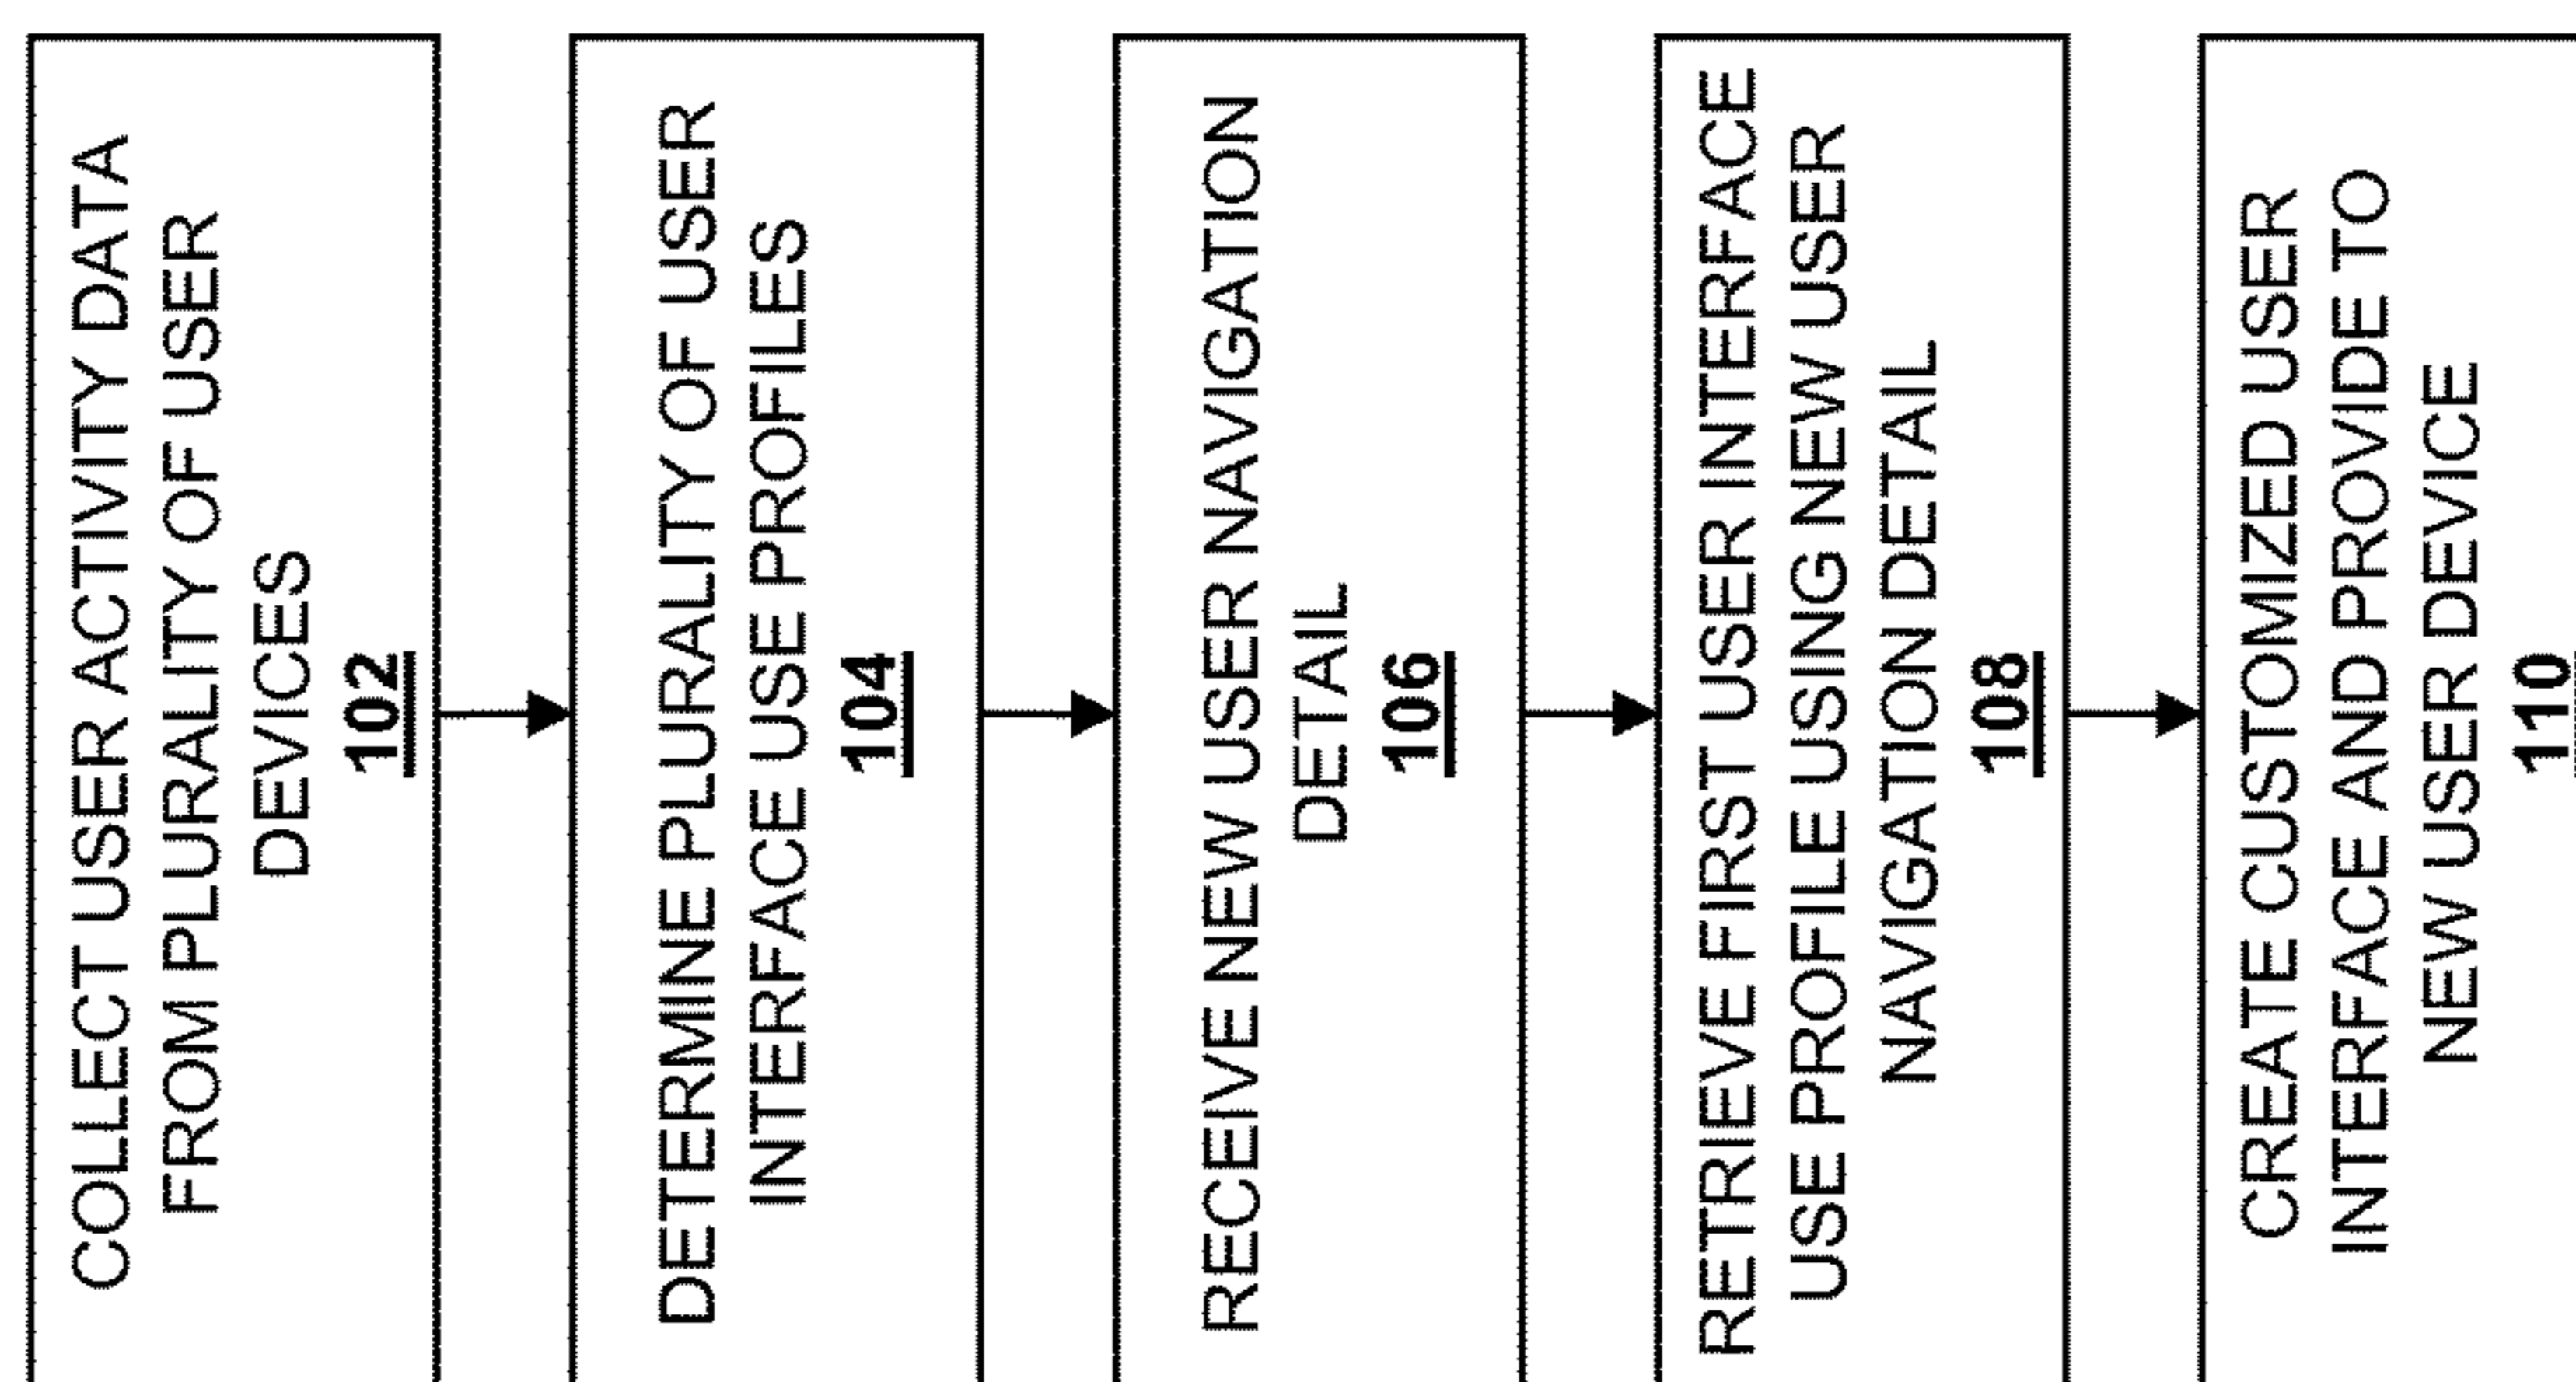 COLLECT USER ACTIVITY DATA
FROM PLURALITY OF USER
DEVICES
102
DETERMINE PLURALITY OF USER
INTERFACE USE PROFILES
104
RECEIVE NEW USER NAVIGATION
DETAIL
106
RETRIEVE FIRST USER INTERFACE
USE PROFILE USING NEW USER
NAVIGATION DETAIL
108
CREATE CUSTOMIZED USER
INTERFACE AND PROVIDE TO
NEW USER DEVICE
110